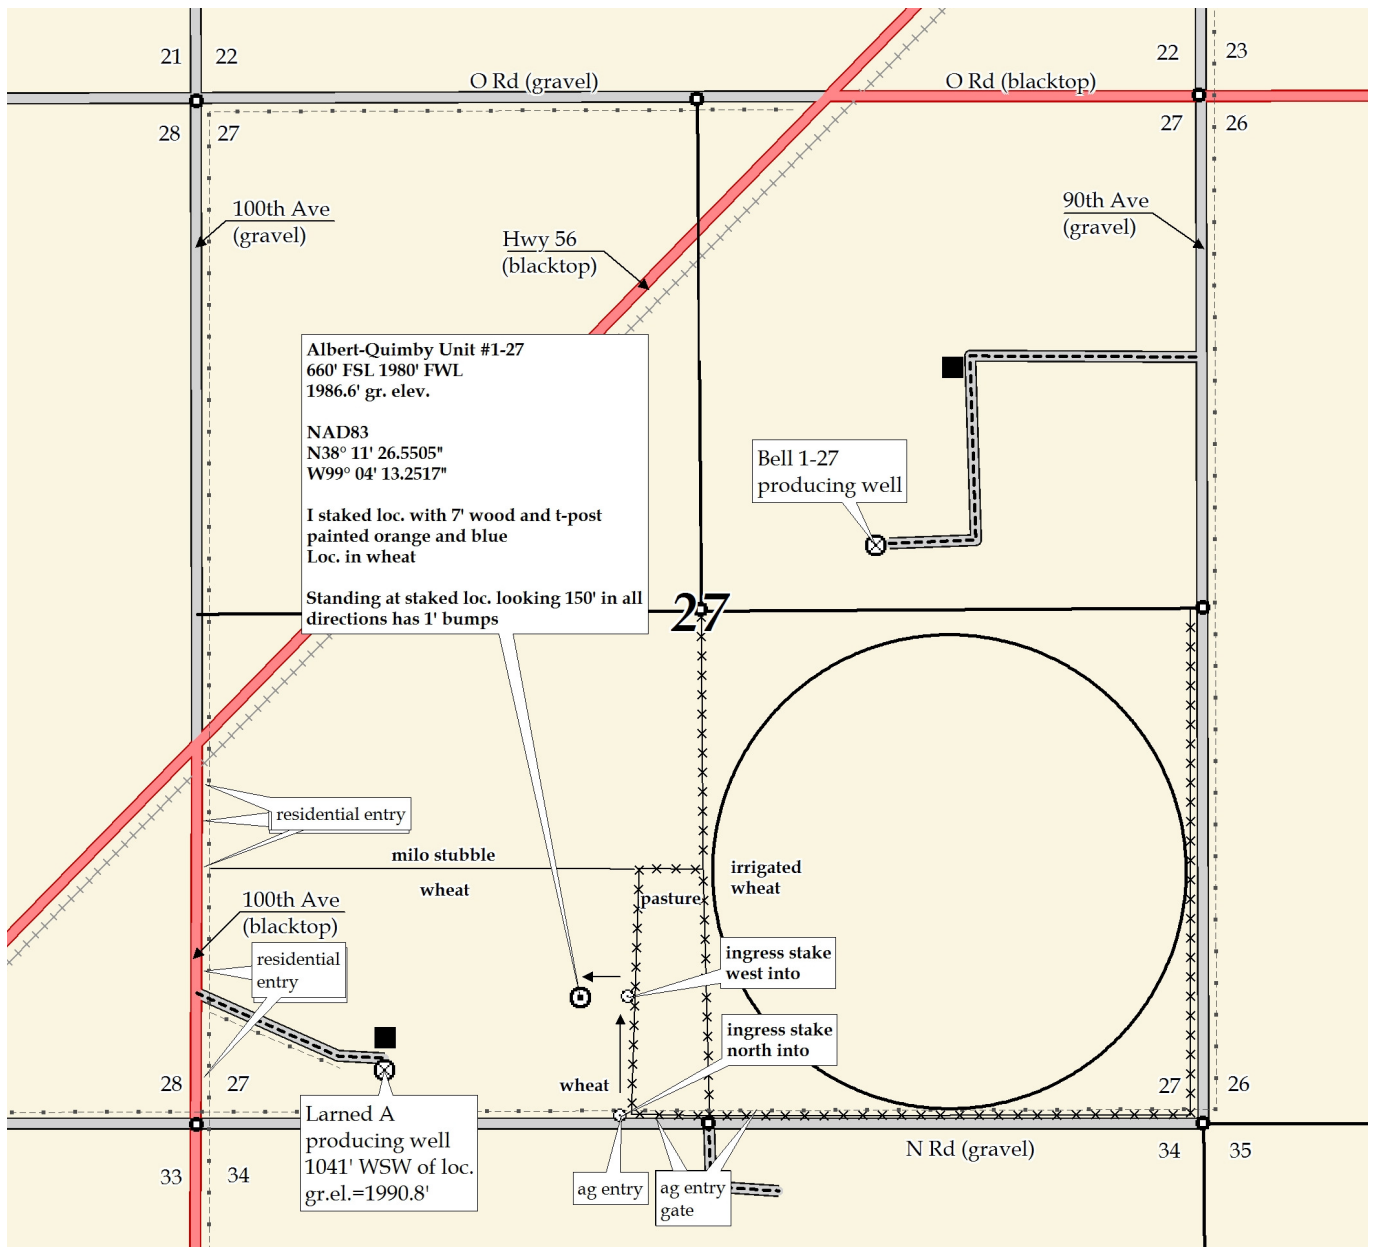 21 22
22 23
O Rd (gravel)
O Rd (blacktop)
28 27
27 26
100th Ave
(gravel)
90th Ave
(gravel)
Hwy 56
(blacktop)
Albert-Quimby Unit #1-27
660' FSL 1980' FWL
1986.6' gr. elev.
NAD83
N38° 11' 26.5505"
W99° 04' 13.2517"
I staked loc. with 7' wood and t-post
painted orange and blue
Loc. in wheat
Standing at staked loc. looking 150' in all
directions has 1' bumps
Bell 1-27
producing well
27
residential entry
milo stubble
wheat
pasture
irrigated
wheat
100th Ave
(blacktop)
residential
entry
ingress stake
west into
ingress stake
north into
wheat
28 27
27 26
Larned A
producing well
1041' WSW of loc.
gr.el.=1990.8'
N Rd (gravel)
33 34
34 35
ag entry
ag entry
gate